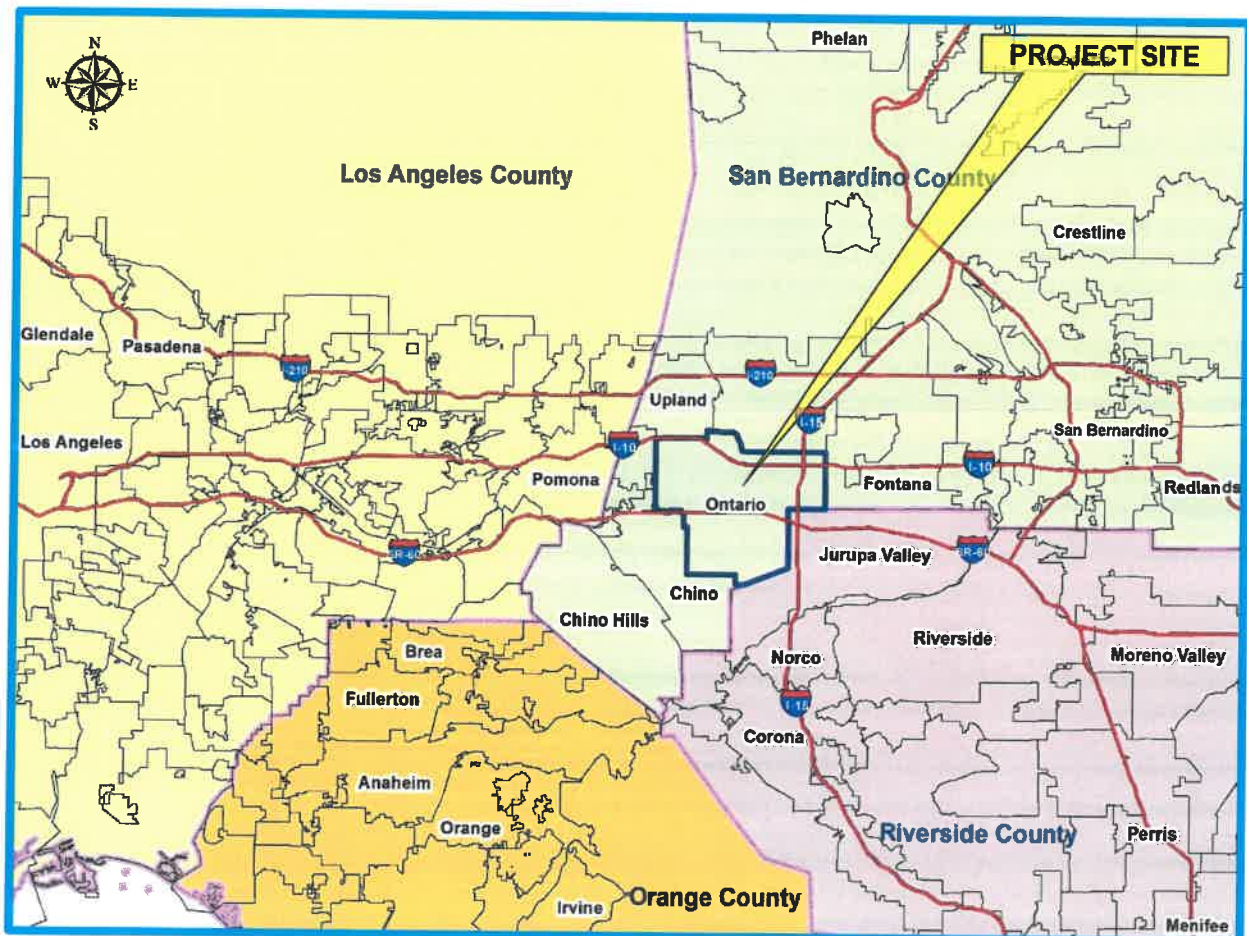 Phelan
PROJECT SITE
N
W E
S
Los Angeles County
San Bernardino County
Crestline
Glendale
Pasadena
I-210
I-210
Upland
I-15
Los Angeles
I-10
San Bernardino
Pomona
I-10
Fontana
Redlands
Ontario
SR-60
Jurupa Valley
SR-60
Chino
Chino Hills
Riverside
Brea
Norco
Moreno Valley
Fullerton
I-15
Corona
Anaheim
Orange
Riverside County
Perris
Orange County
Irvine
Menifee